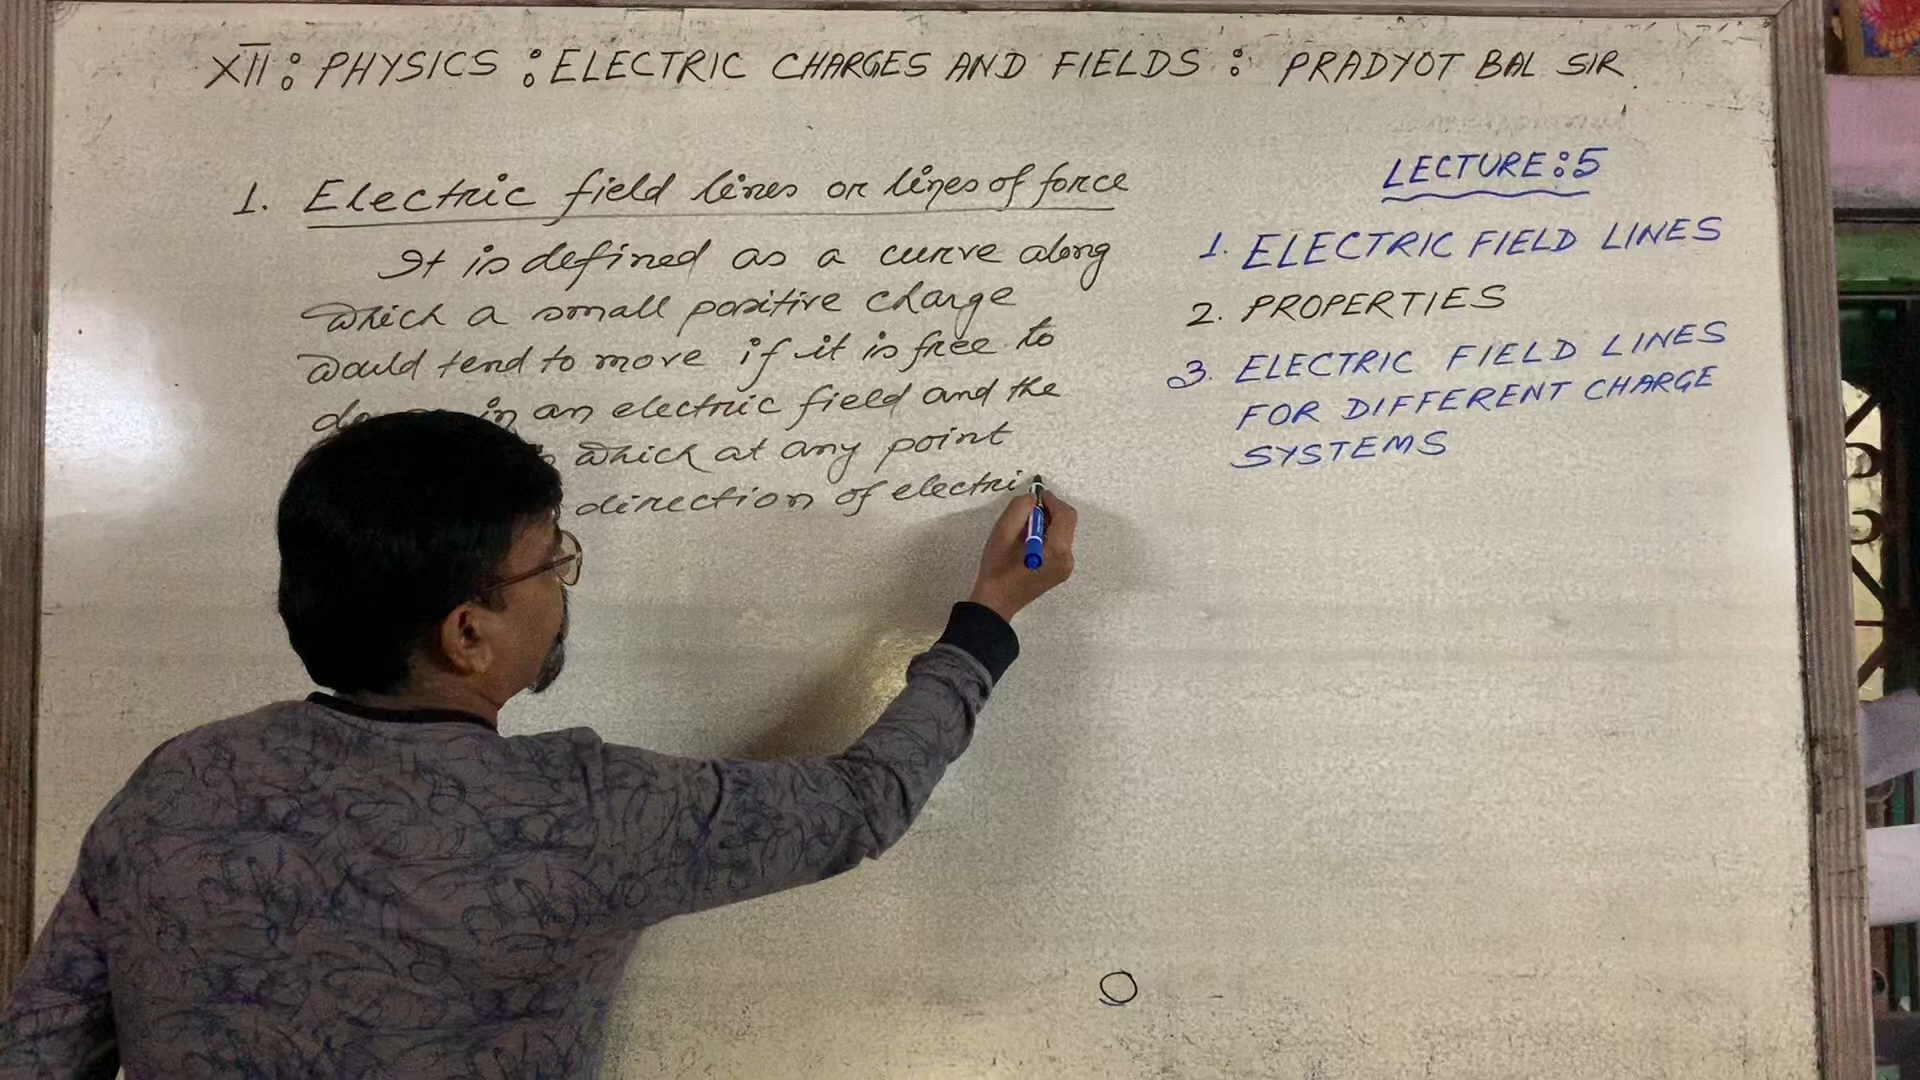 XII: PHYSICS : ELECTRIC CHARGES AND FIELDS : PRADYOT BAL SIR
1. Electric field lines or lines of force
It is defined as a curve along
which a small positive charge
would tend to move if it is free to
in an electric field and the
which at any point
direction of electri
LECTURE:5
1. ELECTRIC FIELD LINES
2. PROPERTIES
3. ELECTRIC FIELD LINES
FOR DIFFERENT CHARGE
SYSTEMS